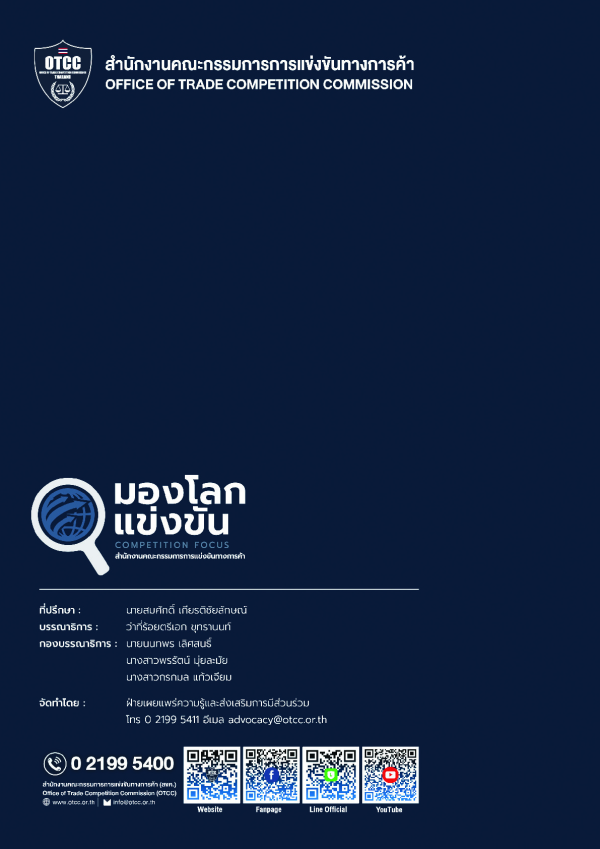 OTCC
OFFICE OF TRADE COMPETITION COMMISSION
THAILAND
สำนักงานคณะกรรมการการแข่งขันทางการค้า
OFFICE OF TRADE COMPETITION COMMISSION
มองโลก
แข่งขัน
COMPETITION FOCUS
สำนักงานคณะกรรมการการแข่งขันทางการค้า
ที่ปรึกษา : นายสมศักดิ์ เกียรติชัยลักษณ์
บรรณาธิการ : ว่าที่ร้อยตรีเอก ขุทรานนท์
กองบรรณาธิการ : นายนนทพร เลิศสนธิ์
นางสาวพรรัตน์ มุ่ยละมัย
นางสาวกรกมล แก้วเจียม
จัดทำโดย : ฝ่ายเผยแพร่ความรู้และส่งเสริมการมีส่วนร่วม
โทร 0 2199 5411 อีเมล advocacy@otcc.or.th
0 2199 5400
สำนักงานคณะกรรมการการแข่งขันทางการค้า (สขค.)
Office of Trade Competition Commission (OTCC)
www.otcc.or.th | info@otcc.or.th
Website Fanpage Line Official YouTube